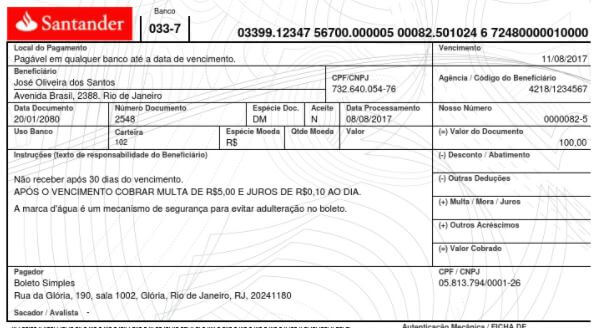 Santander
Banco
033-7
03399.12347 56700.000005 00082.501024 6 72480000010000
Local do Pagamento
Vencimento
Pagável em qualquer banco até a data de vencimento.
11/08/2017
Beneficiário
CPF/CNPJ
Agência / Código do Beneficiário
José Oliveira dos Santos
732.640.054-76
4218/1234567
Avenida Brasil, 2388. Rio de Janeiro
Data Documento Número Documento Espécie Doc. Aceite Data Processamento Nosso Número
20/01/2080 2548 DM N 08/08/2017 0000082-5
Uso Banco Carteira Espécie Moeda Qtde Moeda Valor (=) Valor do Documento
102 R$ 100,00
Instruções (texto de responsabilidade do Beneficiário)
(-) Desconto / Abatimento
Não receber após 30 dias do vencimento.
(-) Outras Deduções
APÓS O VENCIMENTO COBRAR MULTA DE R$5,00 E JUROS DE R$0,10 AO DIA.
(+) Multa / Mora / Juros
A marca d'água é um mecanismo de segurança para evitar adulteração no boleto.
(+) Outros Acréscimos
(=) Valor Cobrado
Pagador
CPF / CNPJ
Boleto Simples
05.813.794/0001-26
Rua da Glória, 190, sala 1002, Glória, Rio de Janeiro, RJ, 20241180
Sacador / Avalista -
Autenticação Mecânica / FICHA DE